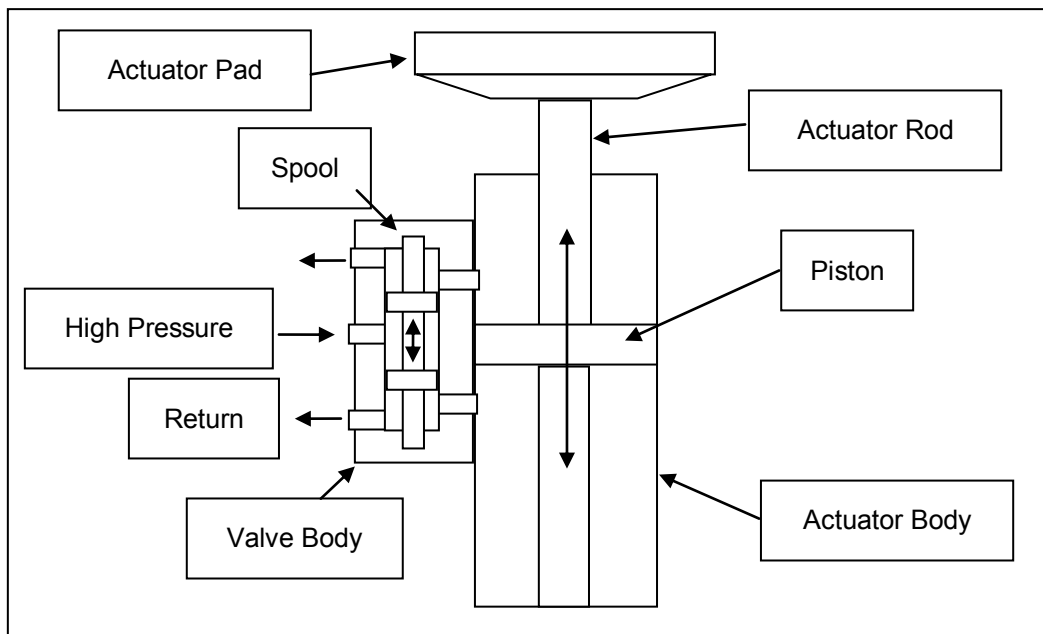 Actuator Pad
Actuator Rod
Spool
Piston
High Pressure
Return
Actuator Body
Valve Body